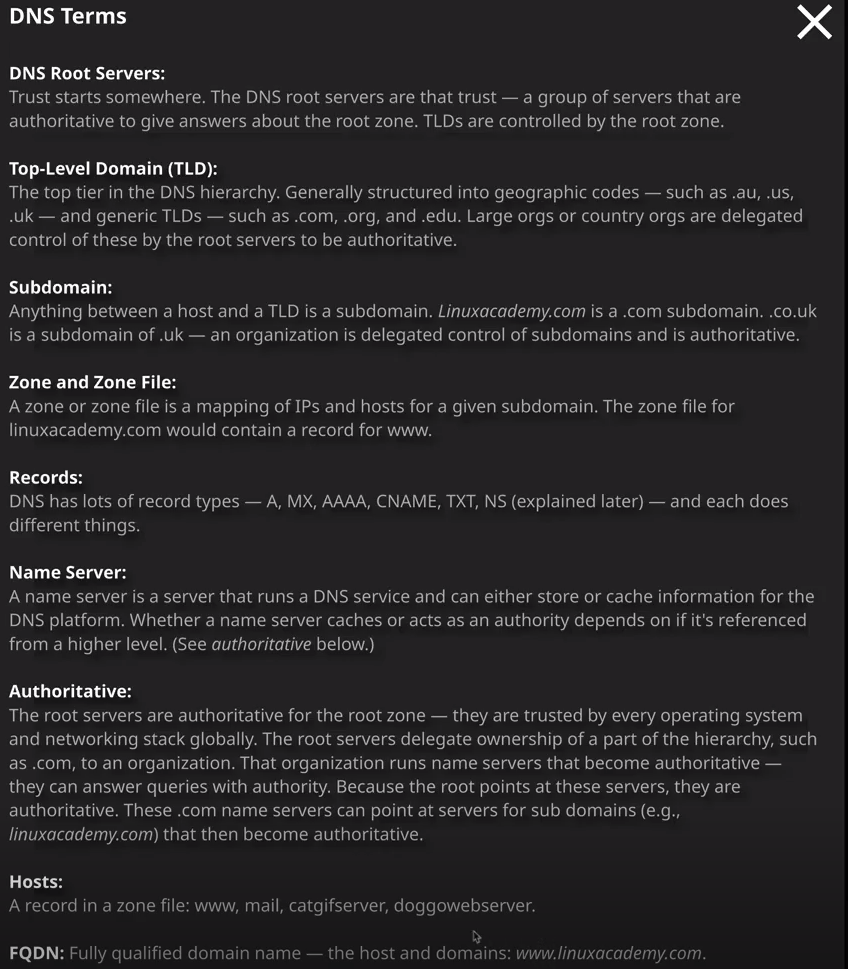 DNS Terms
DNS Root Servers:
Trust starts somewhere. The DNS root servers are that trust — a group of servers that are
authoritative to give answers about the root zone. TLDs are controlled by the root zone.
Top-Level Domain (TLD):
The top tier in the DNS hierarchy. Generally structured into geographic codes — such as .au, .us,
.uk — and generic TLDs — such as .com, .org, and .edu. Large orgs or country orgs are delegated
control of these by the root servers to be authoritative.
Subdomain:
Anything between a host and a TLD is a subdomain. Linuxacademy.com is a .com subdomain. .co.uk
is a subdomain of .uk — an organization is delegated control of subdomains and is authoritative.
Zone and Zone File:
A zone or zone file is a mapping of IPs and hosts for a given subdomain. The zone file for
linuxacademy.com would contain a record for www.
Records:
DNS has lots of record types — A, MX, AAAA, CNAME, TXT, NS (explained later) — and each does
different things.
Name Server:
A name server is a server that runs a DNS service and can either store or cache information for the
DNS platform. Whether a name server caches or acts as an authority depends on if it's referenced
from a higher level. (See authoritative below.)
Authoritative:
The root servers are authoritative for the root zone — they are trusted by every operating system
and networking stack globally. The root servers delegate ownership of a part of the hierarchy, such
as .com, to an organization. That organization runs name servers that become authoritative —
they can answer queries with authority. Because the root points at these servers, they are
authoritative. These .com name servers can point at servers for sub domains (e.g.,
linuxacademy.com) that then become authoritative.
Hosts:
A record in a zone file: www, mail, catgifserver, doggowebserver.
FQDN: Fully qualified domain name — the host and domains: www.linuxacademy.com.